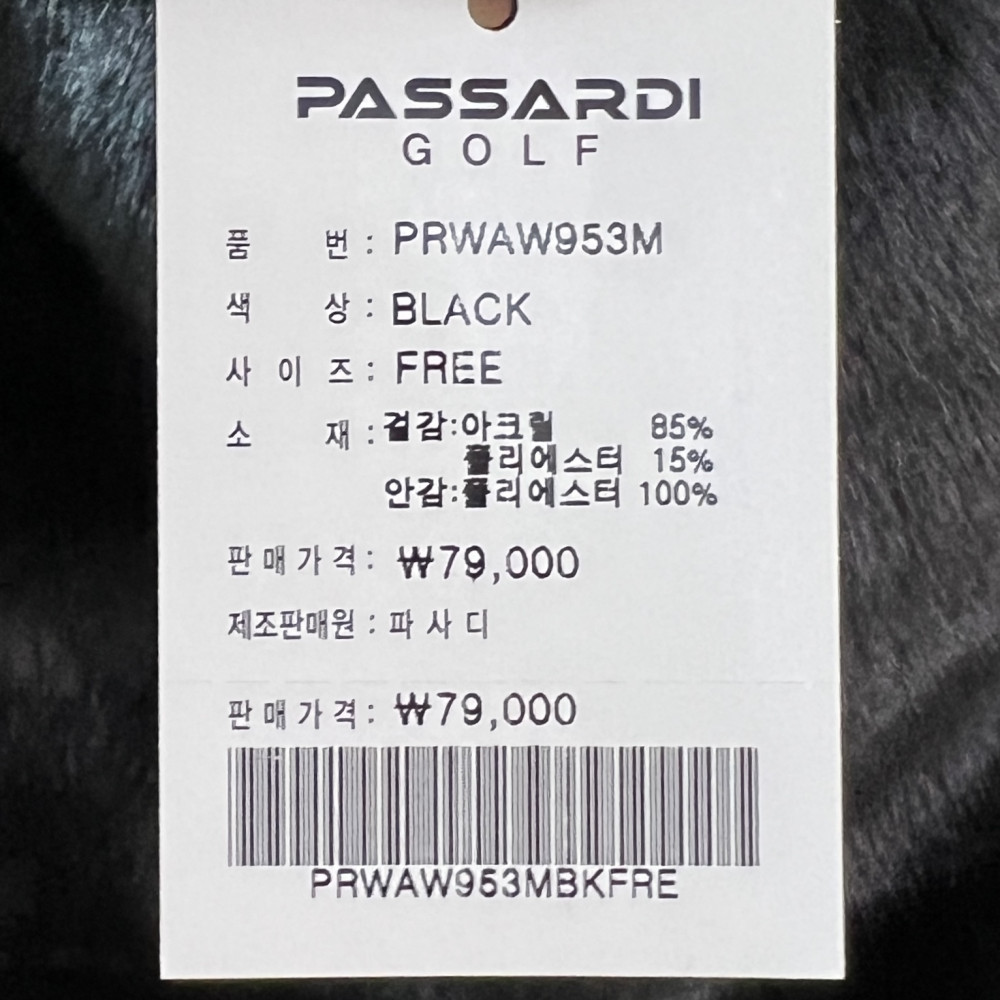 PASSARDI
GOLF
품 번 : PRWAW953M
색 상 : BLACK
사 이 즈 : FREE
소 재 : 겉감:아크릴 85%
폴리에스터 15%
안감:폴리에스터 100%
판 매 가 격 : ₩79,000
제조판매원 : 파 사 디
판 매 가 격 : ₩79,000
PRWAW953MBKFRE